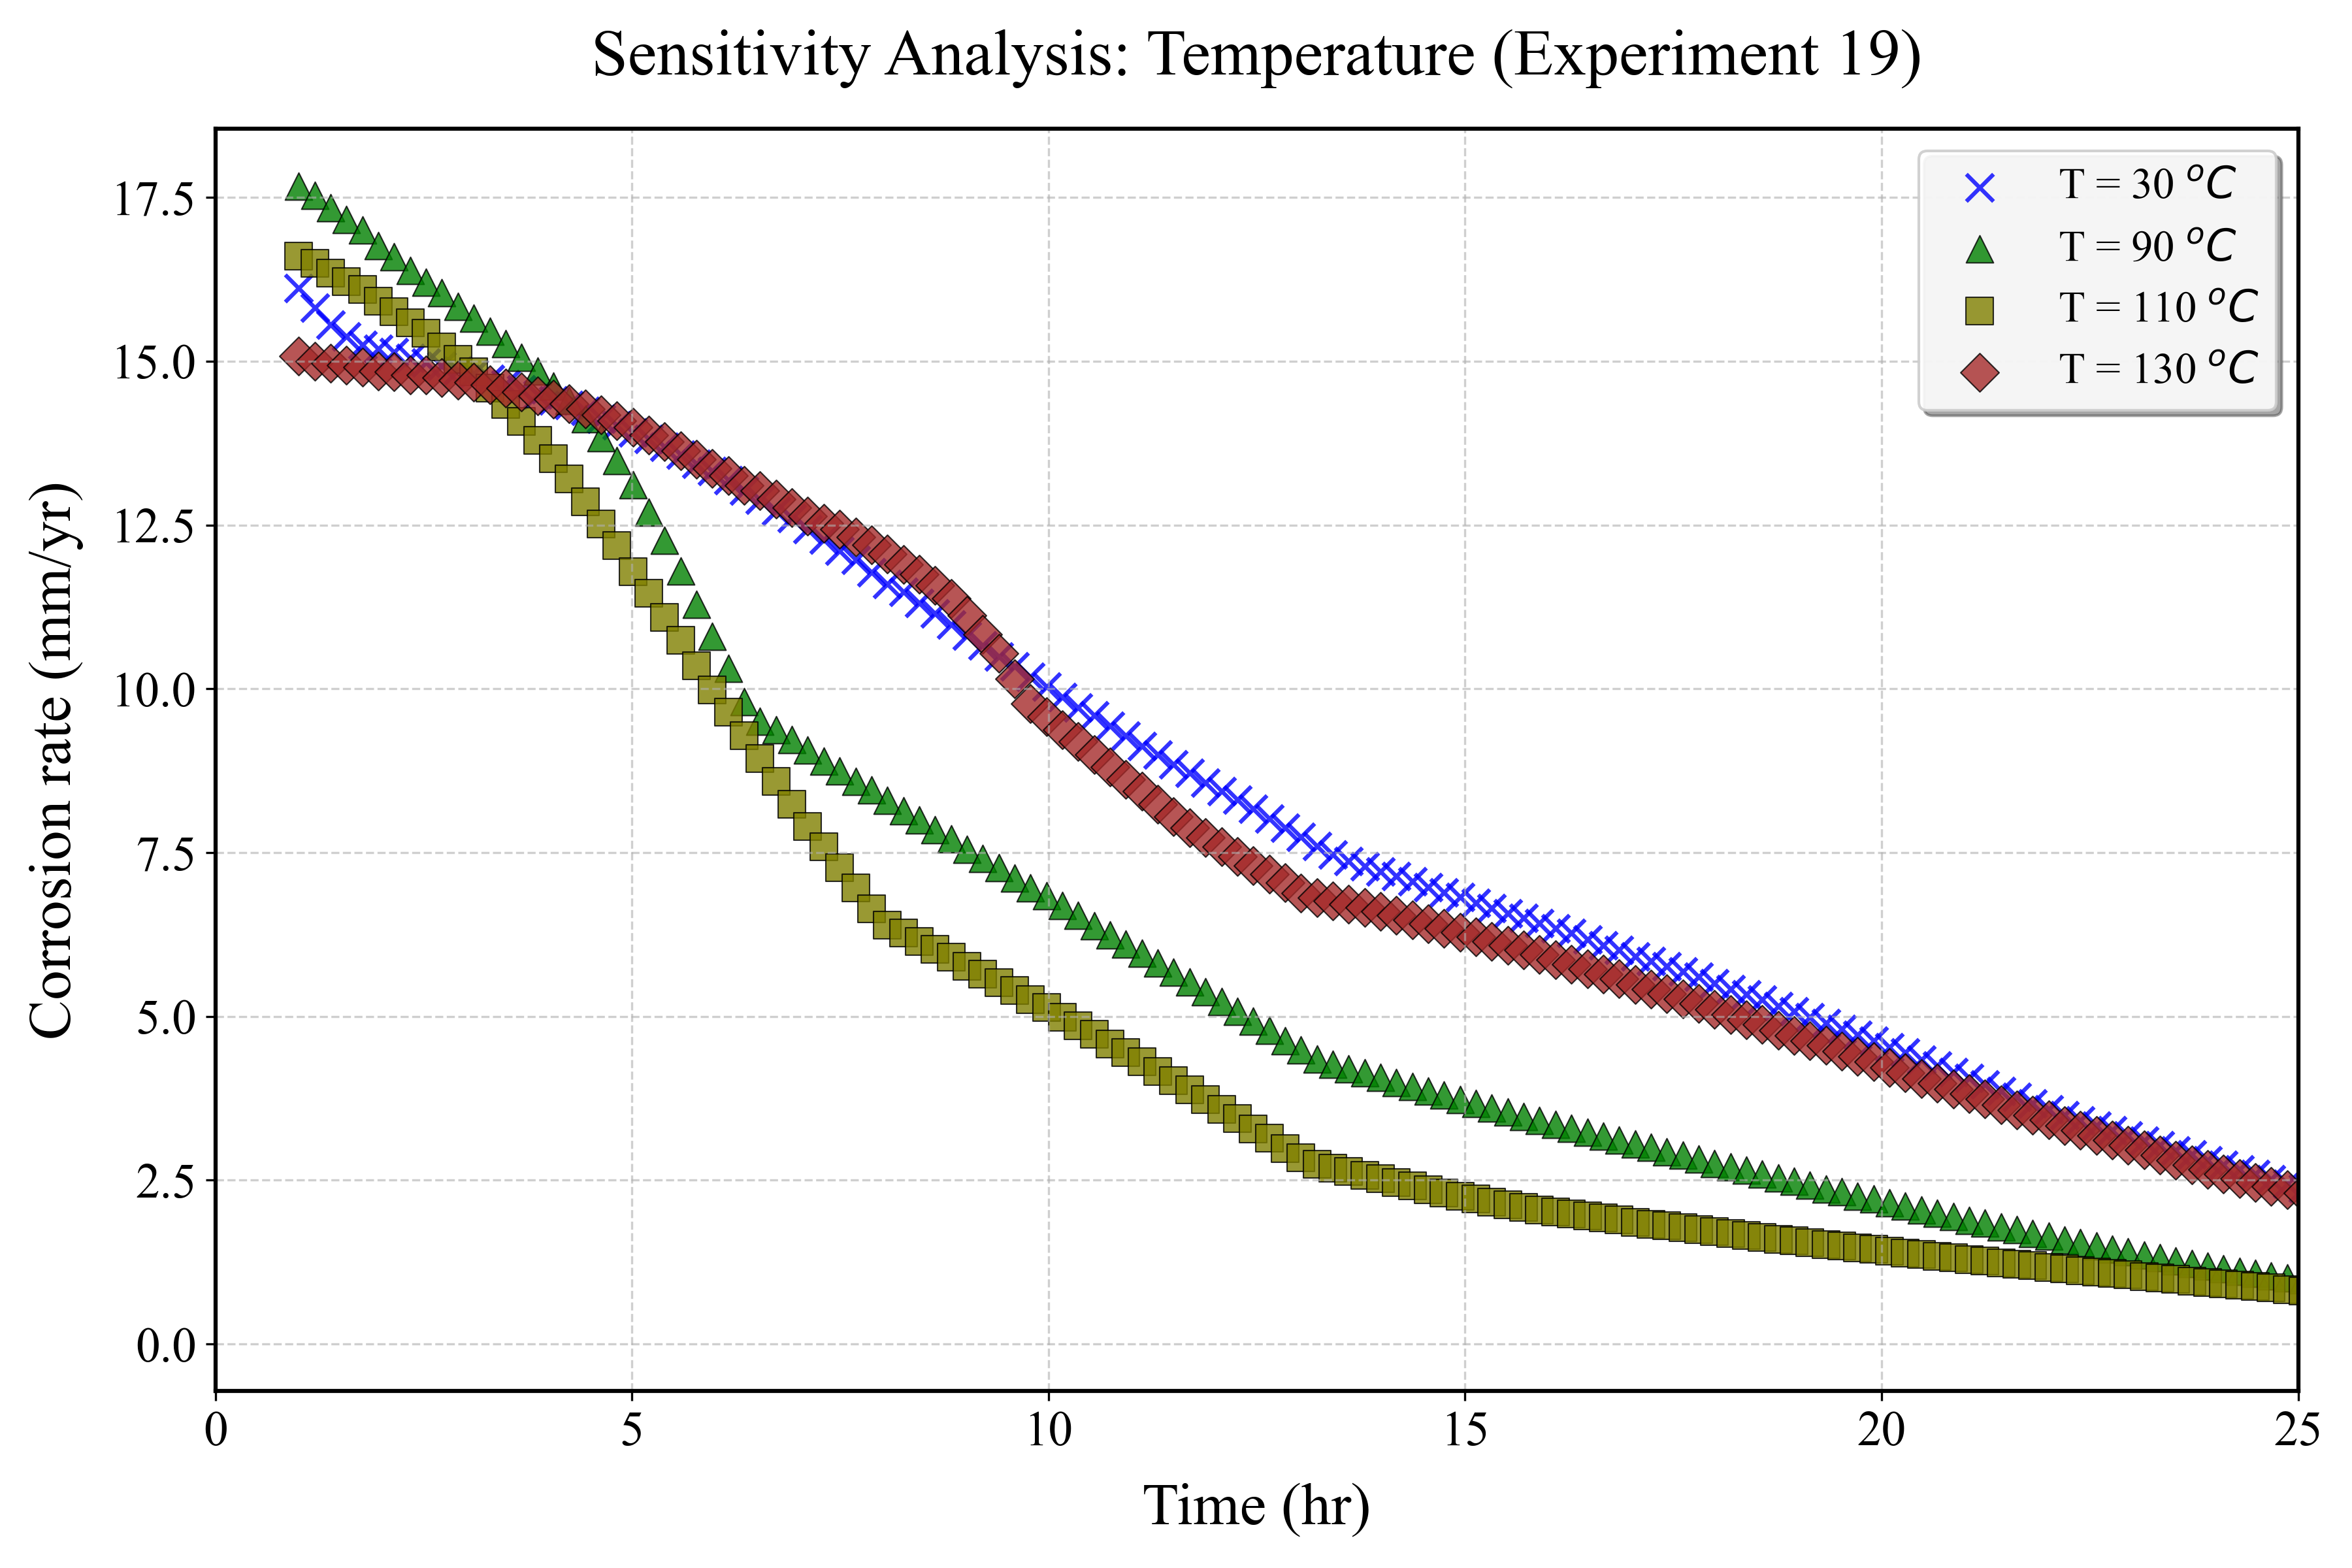 Sensitivity Analysis: Temperature (Experiment 19)
T = 30 °C
T = 90 °C
T = 110 °C
T = 130 °C
Corrosion rate (mm/yr)
17.5
15.0
12.5
10.0
7.5
5.0
2.5
0.0
0 5 10 15 20 25
Time (hr)